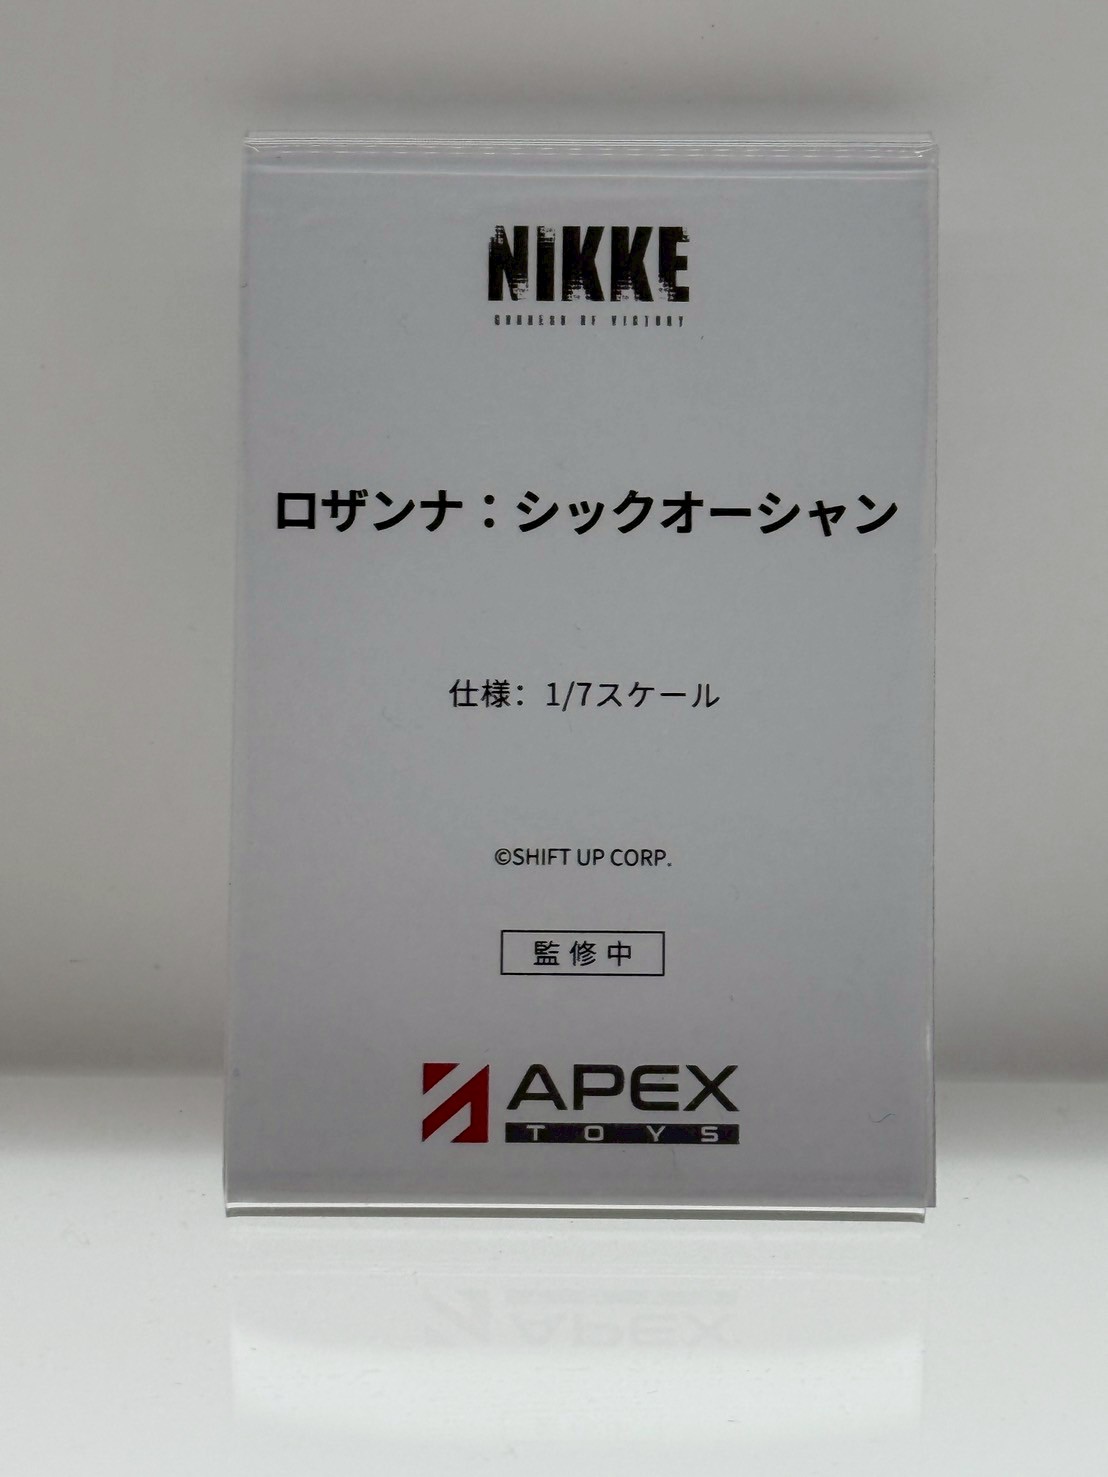 NIKKE
GODDESS OF VICTORY
ロザンナ：シックオーシャン
仕様：1/7スケール
©SHIFT UP CORP.
監修中
APEX
TOYS